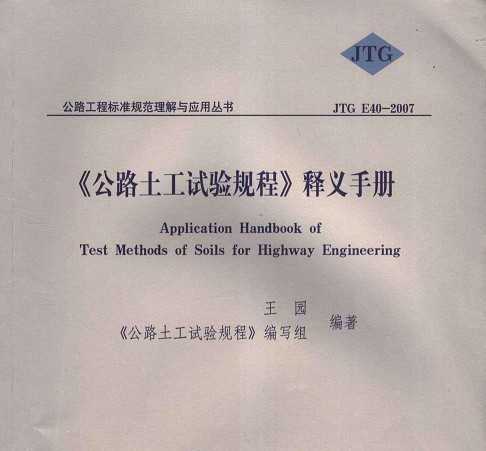 JTG
公路工程标准规范理解与应用丛书 JTG E40—2007
《公路土工试验规程》释义手册
Application Handbook of
Test Methods of Soils for Highway Engineering
王 园
《公路土工试验规程》编写组 编著